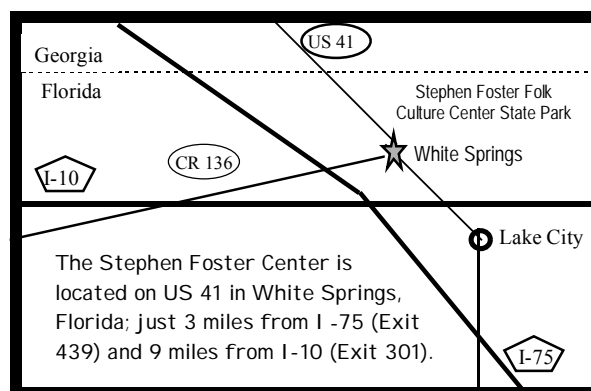 US 41
Georgia
Florida
Stephen Foster Folk
Culture Center State Park
CR 136
White Springs
I-10
Lake City
The Stephen Foster Center is
located on US 41 in White Springs,
Florida; just 3 miles from I -75 (Exit
439) and 9 miles from I-10 (Exit 301).
I-75